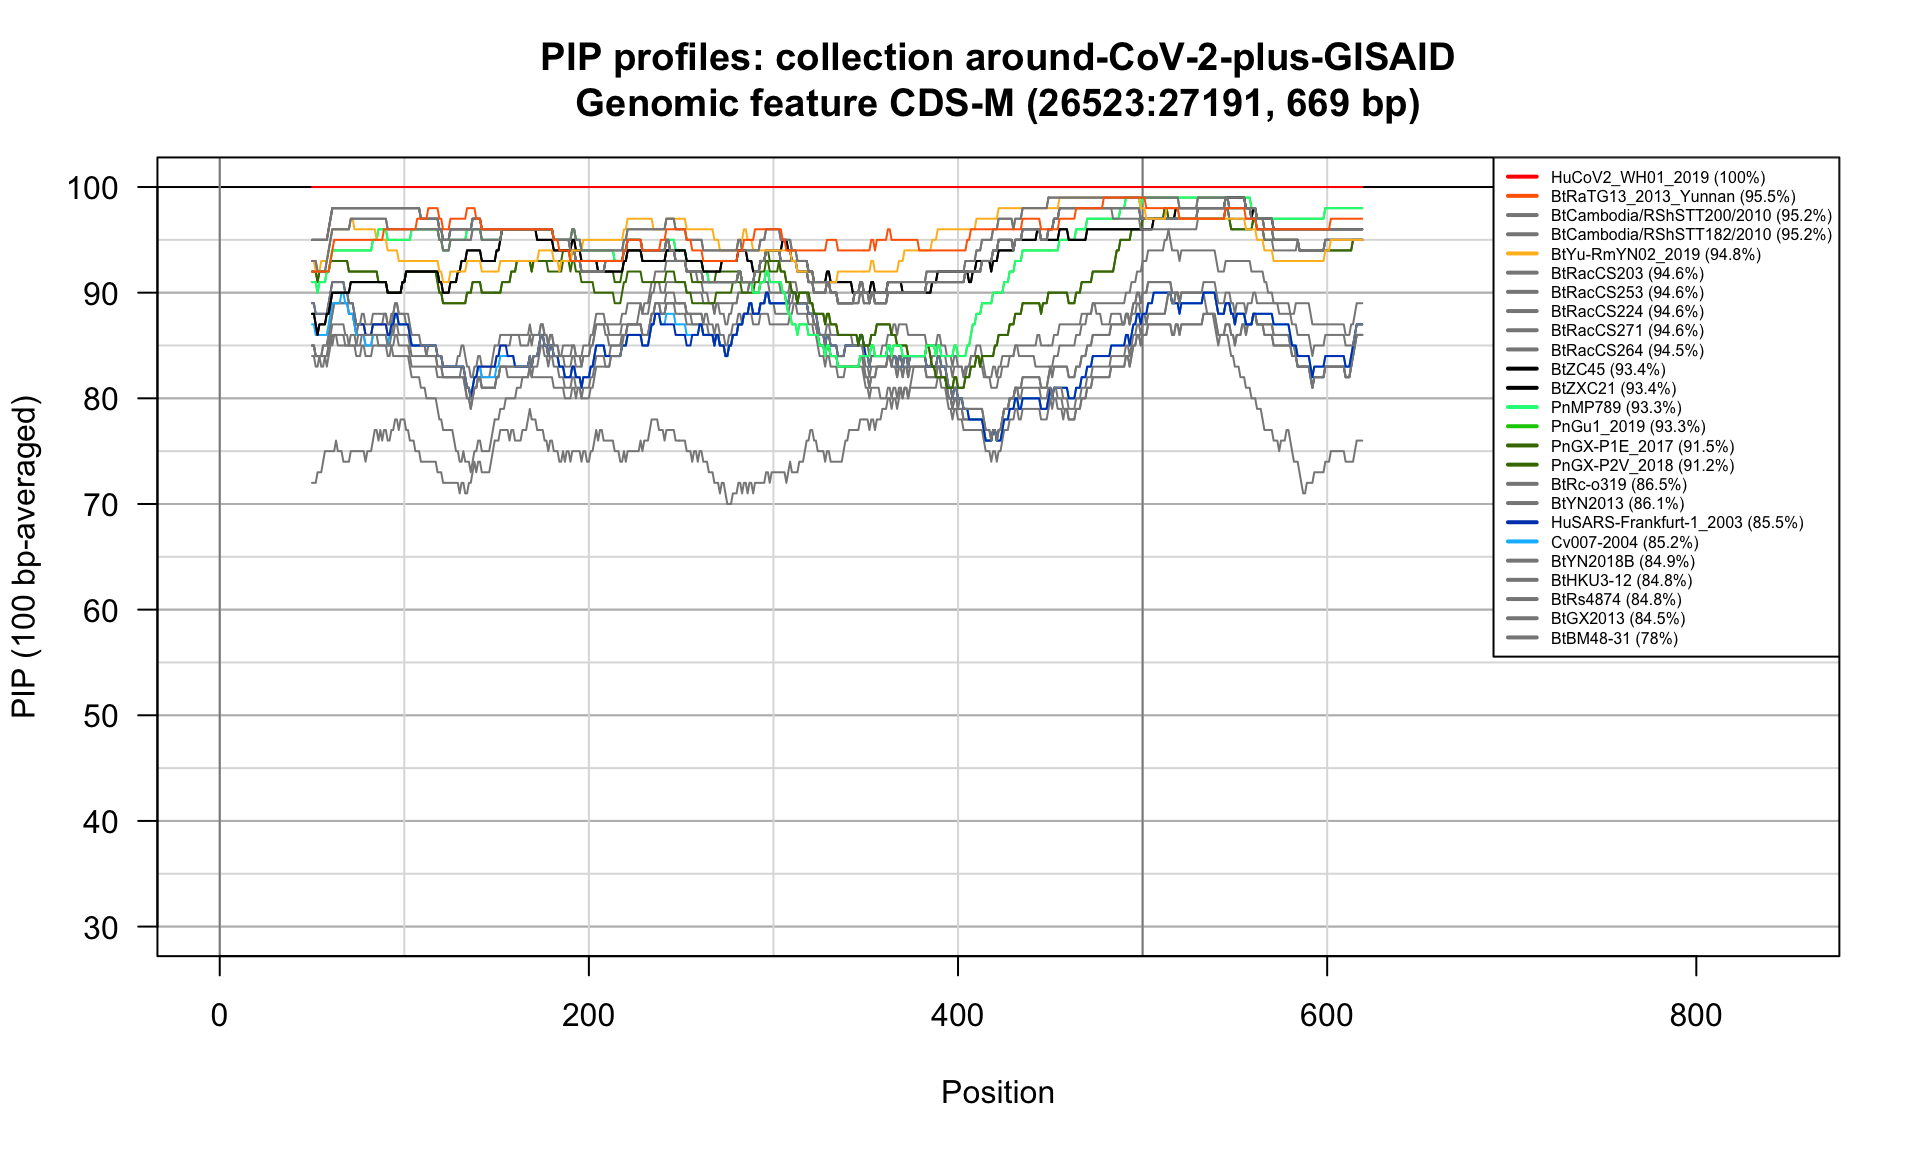 PIP profiles: collection around-CoV-2-plus-GISAID
Genomic feature CDS-M (26523:27191, 669 bp)
PIP (100 bp-averaged)
100
90
80
70
60
50
40
30
HuCoV2_WH01_2019 (100%)
BtRaTG13_2013_Yunnan (95.5%)
BtCambodia/RShSTT200/2010 (95.2%)
BtCambodia/RShSTT182/2010 (95.2%)
BtYu-RmYN02_2019 (94.8%)
BtRacCS203 (94.6%)
BtRacCS253 (94.6%)
BtRacCS224 (94.6%)
BtRacCS271 (94.6%)
BtRacCS264 (94.5%)
BtZC45 (93.4%)
BtZXC21 (93.4%)
PnMP789 (93.3%)
PnGu1_2019 (93.3%)
PnGX-P1E_2017 (91.5%)
PnGX-P2V_2018 (91.2%)
BtRc-o319 (86.5%)
BtYN2013 (86.1%)
HuSARS-Frankfurt-1_2003 (85.5%)
Cv007-2004 (85.2%)
BtYN2018B (84.9%)
BtHKU3-12 (84.8%)
BtRs4874 (84.8%)
BtGX2013 (84.5%)
BtBM48-31 (78%)
0 200 400 600 800
Position